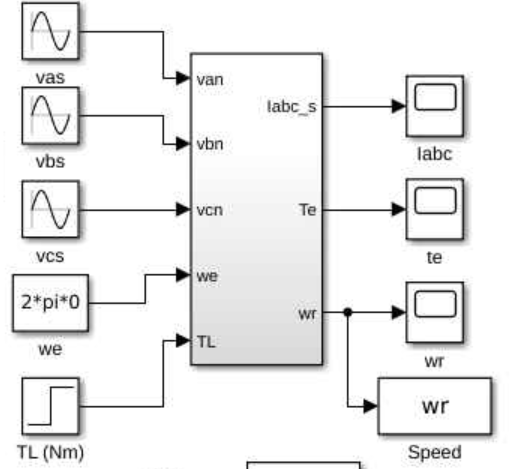 vas
vbs
vcs
2*pi*0
we
TL (Nm)
van
vbn
vcn
we
TL
Iabc_s
Te
wr
Iabc
te
wr
wr
Speed